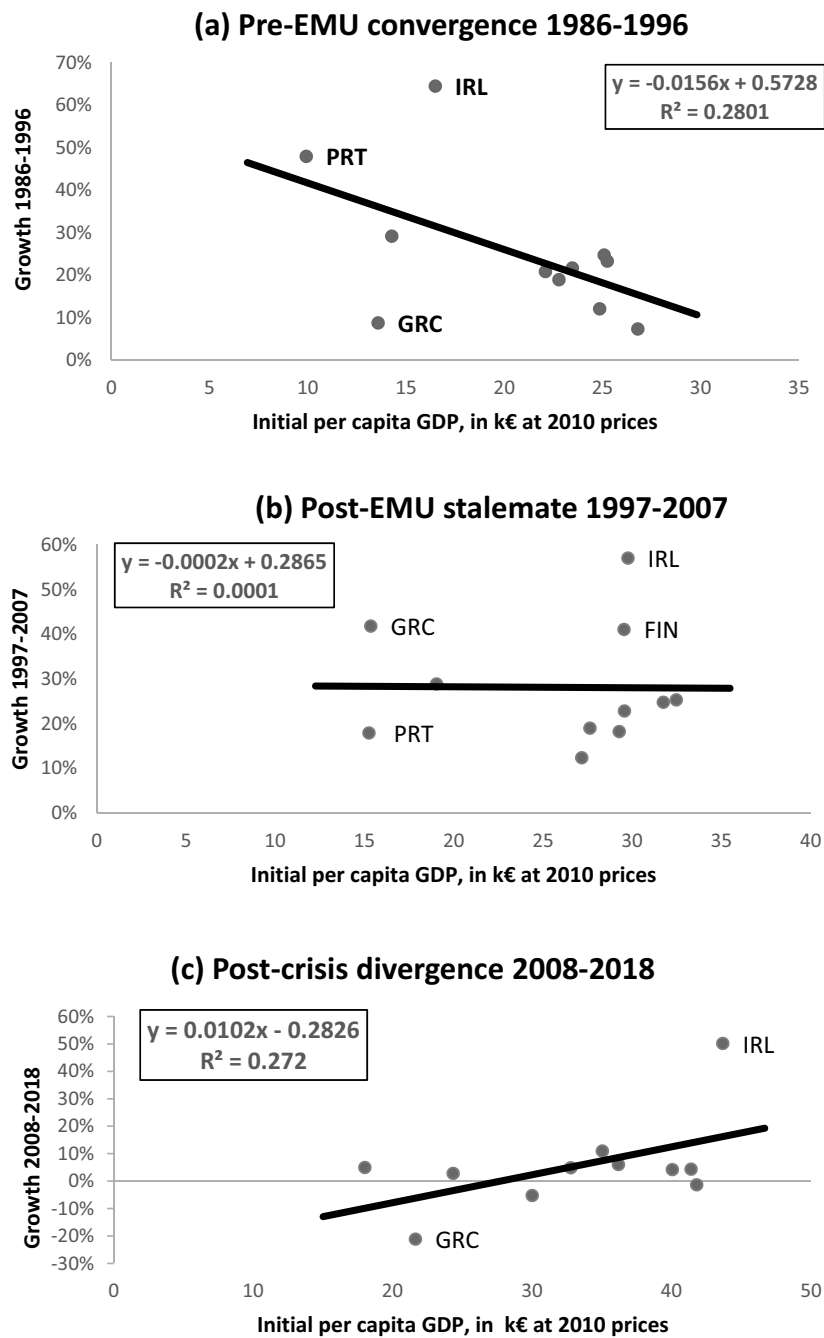 (a) Pre-EMU convergence 1986-1996
70%
60%
50%
40%
30%
20%
10%
0%
Growth 1986-1996
IRL
PRT
GRC
y = -0.0156x + 0.5728
R² = 0.2801
0 5 10 15 20 25 30 35
Initial per capita GDP, in k€ at 2010 prices
(b) Post-EMU stalemate 1997-2007
60%
50%
40%
30%
20%
10%
0%
Growth 1997-2007
y = -0.0002x + 0.2865
R² = 0.0001
IRL
GRC
FIN
PRT
0 5 10 15 20 25 30 35 40
Initial per capita GDP, in k€ at 2010 prices
(c) Post-crisis divergence 2008-2018
60%
50%
40%
30%
20%
10%
0%
-10%
-20%
-30%
Growth 2008-2018
y = 0.0102x - 0.2826
R² = 0.272
IRL
GRC
0 10 20 30 40 50
Initial per capita GDP, in k€ at 2010 prices